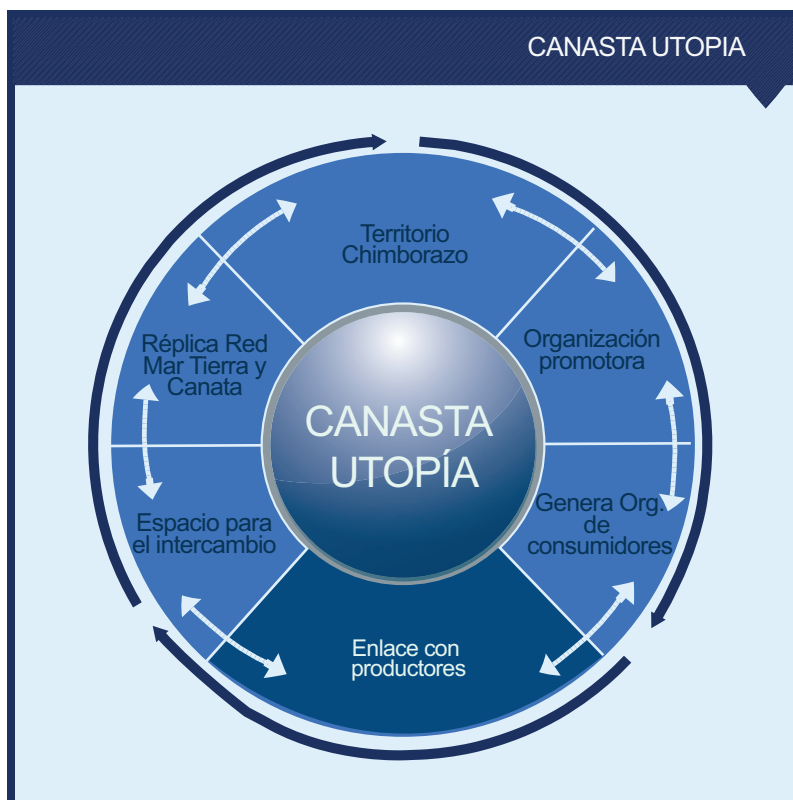 CANASTA UTOPIA
Territorio
Chimborazo
Organización
promotora
Genera Org.
de
consumidores
Enlace con
productores
Espacio para
el intercambio
Réplica Red
Mar Tierra y
Canata
CANASTA
UTOPÍA